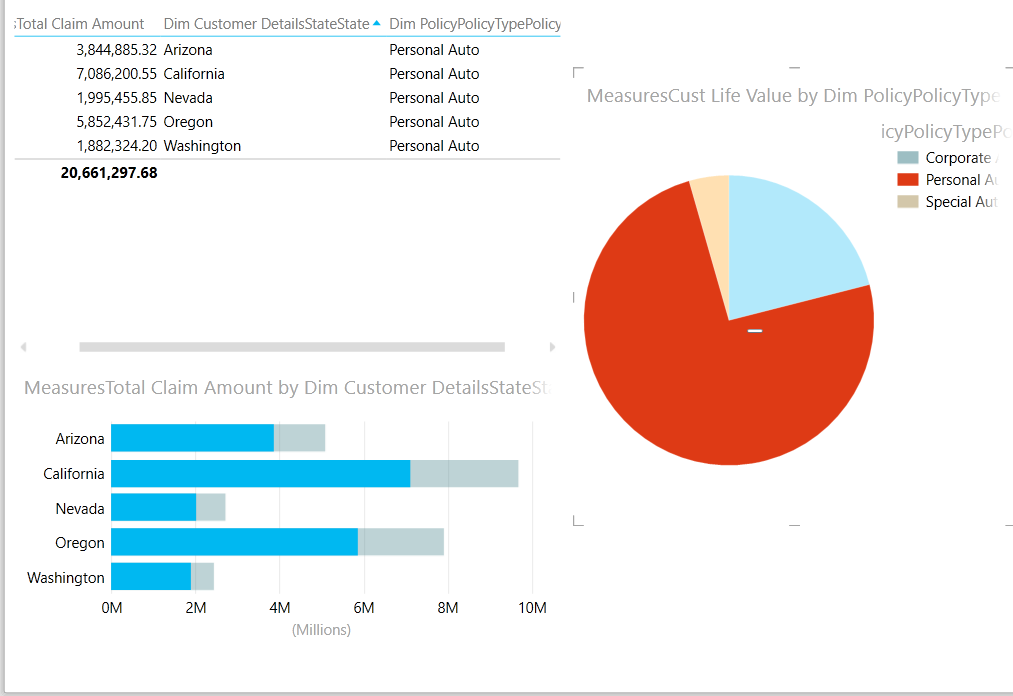 Total Claim Amount Dim Customer DetailsStateState Dim PolicyPolicyTypePolicy
3,844,885.32 Arizona Personal Auto
7,086,200.55 California Personal Auto
1,995,455.85 Nevada Personal Auto
5,852,431.75 Oregon Personal Auto
1,882,324.20 Washington Personal Auto
20,661,297.68
MeasuresCust Life Value by Dim PolicyPolicyType
icyPolicyTypePo
Corporate
Personal Au
Special Aut
MeasuresTotal Claim Amount by Dim Customer DetailsStateSt
Arizona
California
Nevada
Oregon
Washington
0M 2M 4M 6M 8M 10M
(Millions)